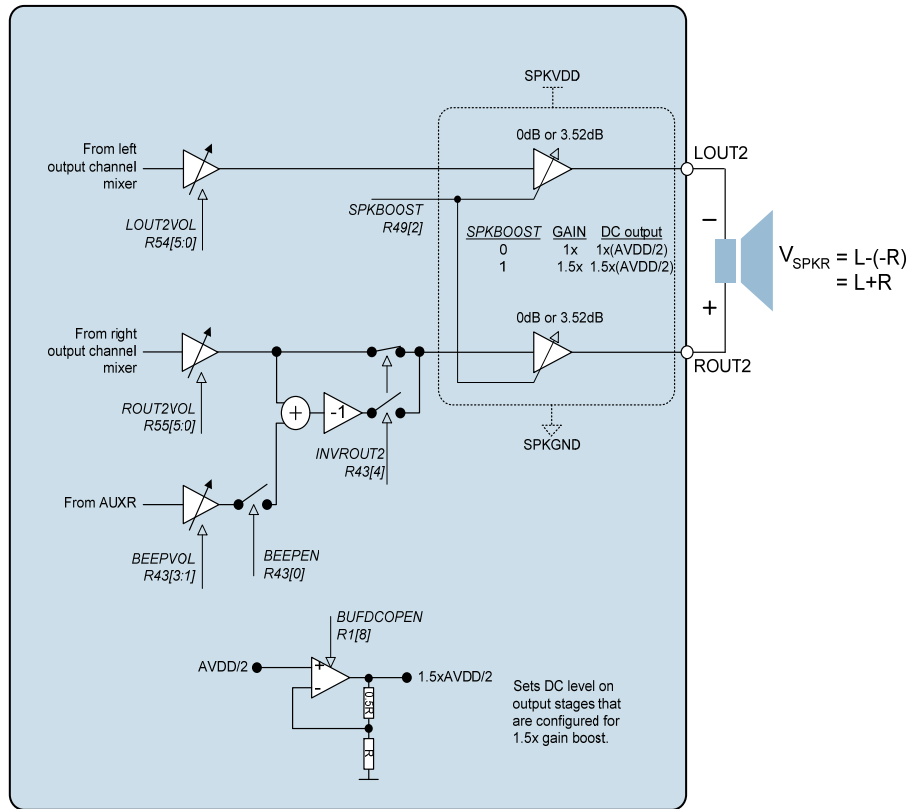 SPKVDD
0dB or 3.52dB
From left
output channel
mixer
LOUT2
LOUT2VOL
R54[5:0]
SPKBOOST
R49[2]
SPKBOOST GAIN DC output
0 1x 1x(AVDD/2)
1 1.5x 1.5x(AVDD/2)
−
+
V_SPKR = L-(-R)
= L+R
From right
output channel
mixer
0dB or 3.52dB
ROUT2
ROUT2VOL
R55[5:0]
+
-1
INVROUT2
R43[4]
SPKGND
From AUXR
BEEPVOL
R43[3:1]
BEEPEN
R43[0]
BUFDCOPEN
R1[8]
AVDD/2
+
-
1.5xAVDD/2
0.5R
R
Sets DC level on
output stages that
are configured for
1.5x gain boost.